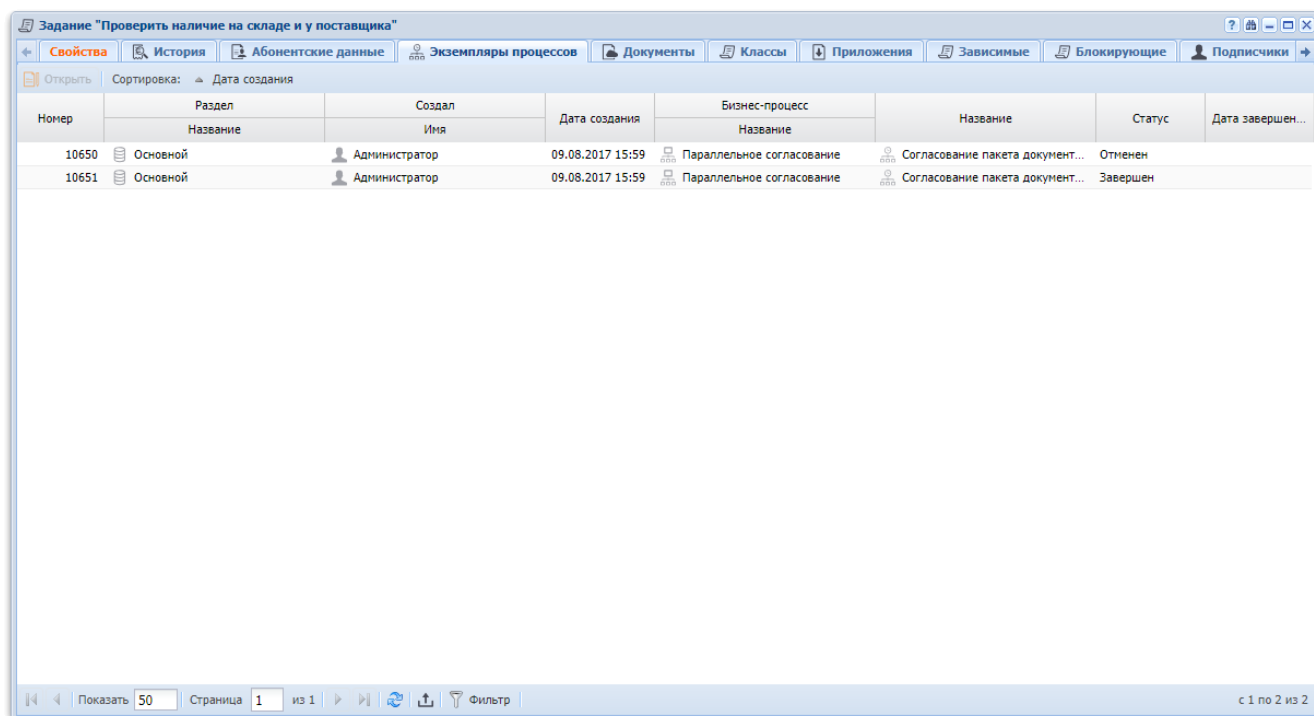 Задание "Проверить наличие на складе и у поставщика"
Свойства История Абонентские данные Экземпляры процессов Документы Классы Приложения Зависимые Блокирующие Подписчики
Открыть Сортировка: Дата создания
Номер Раздел Создал Дата создания Бизнес-процесс Название Статус Дата завершен...
Название Имя Название
10650 Основной Администратор 09.08.2017 15:59 Параллельное согласование Согласование пакета документ... Отменен
10651 Основной Администратор 09.08.2017 15:59 Параллельное согласование Согласование пакета документ... Завершен
Показать 50 Страница 1 из 1 Фильтр с 1 по 2 из 2